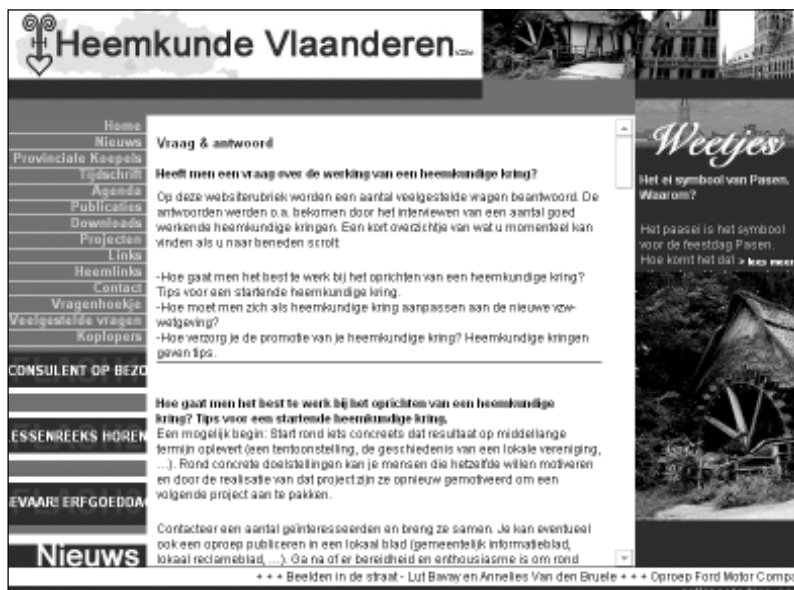 Heemkunde Vlaanderen vzw
Home
Nieuws
Provinciale Koepels
Tijdschrift
Agenda
Publicaties
Downloads
Projecten
Links
Heemlinks
Contact
Vragenhoekje
Veelgestelde vragen
Koplopers
CONSULENT OP BEZO
LESSENREEKS HOREN
EVAAR! ERFGOEDDA
Nieuws
Vraag & antwoord
Heeft men een vraag over de werking van een heemkundige kring?
Op deze websiterubriek worden een aantal veelgestelde vragen beantwoord. De
antwoorden werden o.a. bekomen door het interviewen van een aantal goed
werkende heemkundige kringen. Een kort overzichtje van wat u momenteel kan
vinden als u naar beneden scrolt:
-Hoe gaat men het best te werk bij het oprichten van een heemkundige kring?
Tips voor een startende heemkundige kring.
-Hoe moet men zich als heemkundige kring aanpassen aan de nieuwe vzw-
wetgeving?
-Hoe verzorg je de promotie van je heemkundige kring? Heemkundige kringen
geven tips.
Hoe gaat men het best te werk bij het oprichten van een heemkundige
kring? Tips voor een startende heemkundige kring.
Een mogelijk begin: Start rond iets concreets dat resultaat op middellange
termijn oplevert (een tentoonstelling, de geschiedenis van een lokale vereniging,
...). Rond concrete doelstellingen kan je mensen die hetzelfde willen motiveren
en door de realisatie van dat project zijn ze opnieuw gemotiveerd om een
volgende project aan te pakken.
Contacteer een aantal geïnteresseerden en breng ze samen. Je kan eventueel
ook een oproep publiceren in een lokaal blad (gemeentelijk informatieblad,
lokaal reclameblad, ...). Ga na of er bereidheid en enthousiasme is om rond
Weetjes
Het ei symbool van Pasen.
Waarom?
Het paasei is het symbool
voor de feestdag Pasen.
Hoe komt het dat > lees meer
+ + + Beelden in de straat - Lut Bavay en Annelies Van den Bruele + + + Oproep Ford Motor Compa